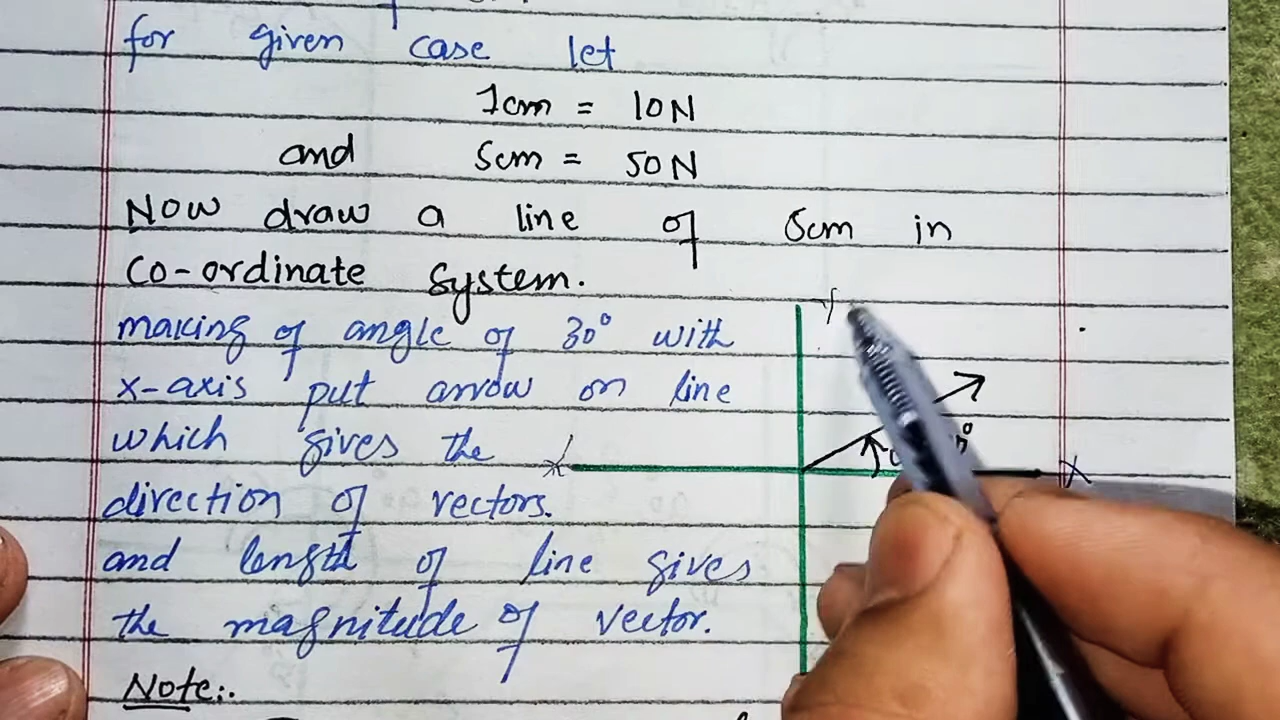 for given case let
1cm = 10N
and 5cm = 50N
Now draw a line of 5cm in
Co-ordinate system.
making of angle of 30° with
x-axis put arrow on line
which gives the
direction of vectors.
and length of line gives
the magnitude of vector.
Note:.
Y
X'
X